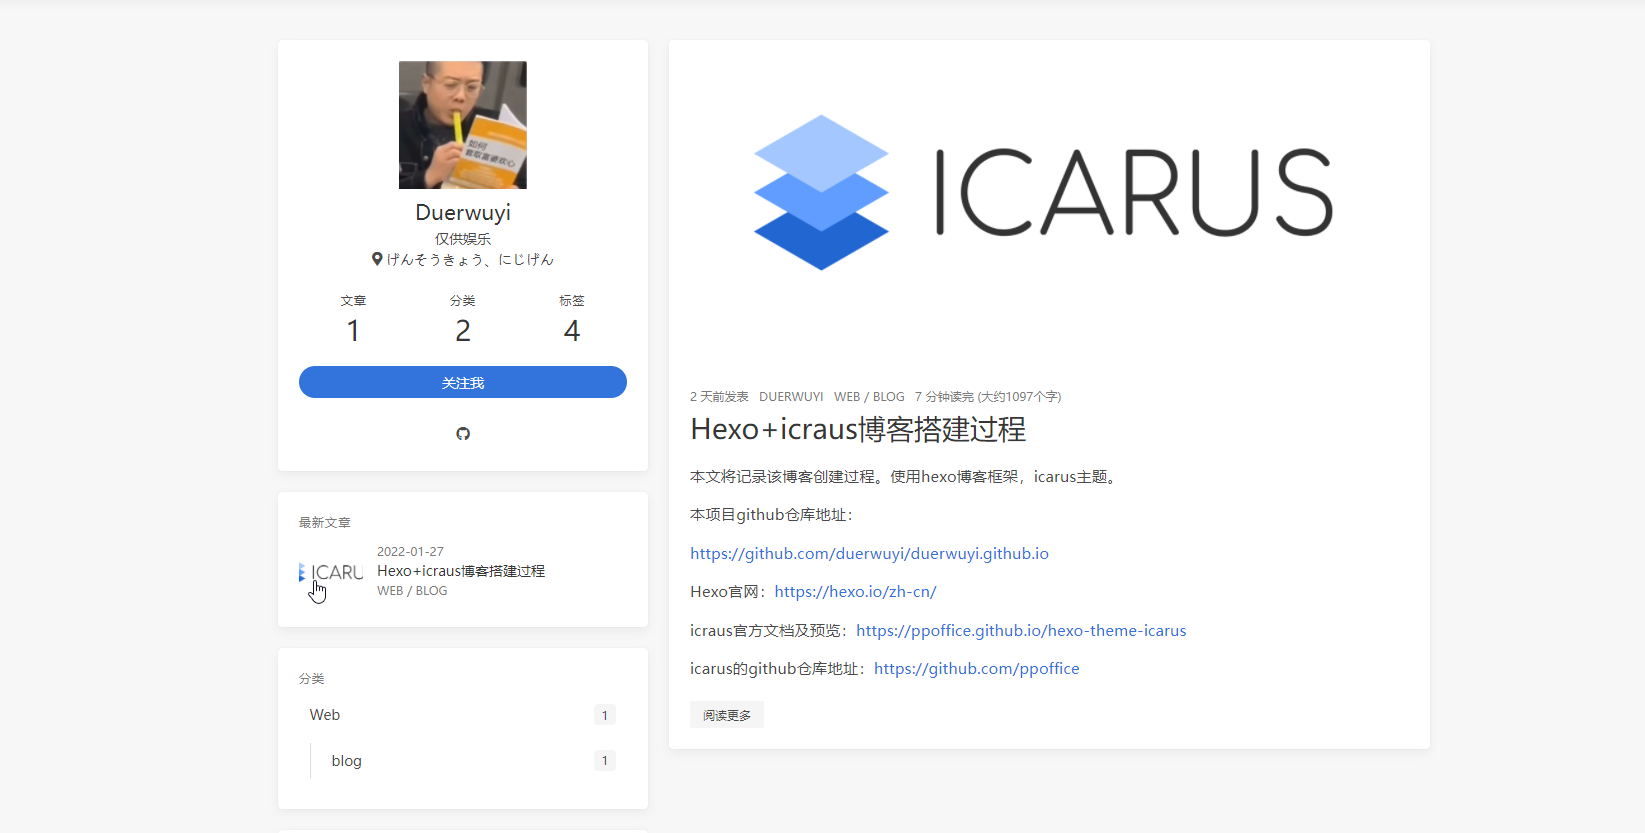 如何
套取富婆欢心
Duerwuyi
仅供娱乐
げんそうきょう、にじげん
文章
分类
标签
1
2
4
关注我
最新文章
ICARU
2022-01-27
Hexo+icraus博客搭建过程
WEB / BLOG
分类
Web
1
blog
1
ICARUS
2 天前发表 DUERWUYI WEB / BLOG 7 分钟读完 (大约1097个字)
Hexo+icraus博客搭建过程
本文将记录该博客创建过程。使用hexo博客框架，icarus主题。
本项目github仓库地址：
https://github.com/duerwuyi/duerwuyi.github.io
Hexo官网：https://hexo.io/zh-cn/
icraus官方文档及预览：https://ppoffice.github.io/hexo-theme-icarus
icarus的github仓库地址：https://github.com/ppoffice
阅读更多